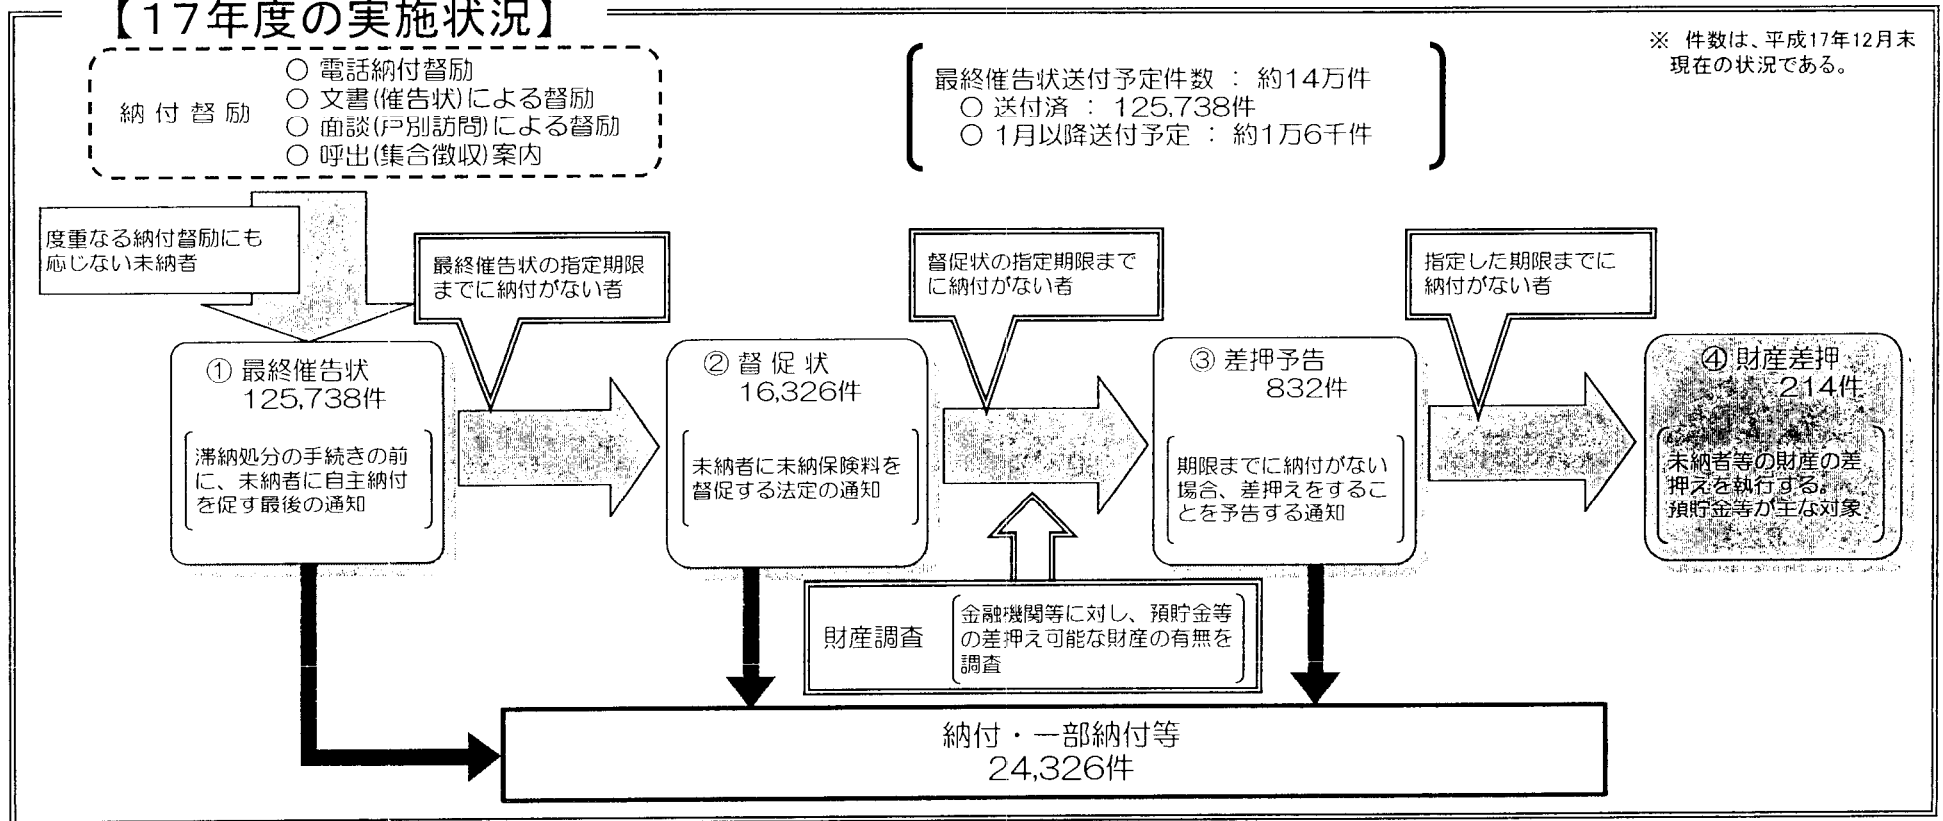 【17年度の実施状況】
※ 件数は、平成17年12月末
現在の状況である。
納付督励
○ 電話納付督励
○ 文書(催告状)による督励
○ 面談(戸別訪問)による督励
○ 呼出(集合徴収)案内
最終催告状送付予定件数 : 約14万件
○ 送付済 : 125,738件
○ 1月以降送付予定 : 約1万6千件
度重なる納付督励にも
応じない未納者
最終催告状の指定期限
までに納付がない者
督促状の指定期限まで
に納付がない者
指定した期限までに
納付がない者
① 最終催告状
125,738件
滞納処分の手続きの前
に、未納者に自主納付
を促す最後の通知
② 督促状
16,326件
未納者に未納保険料を
督促する法定の通知
③ 差押予告
832件
期限までに納付がない
場合、差押えをするこ
とを予告する通知
④ 財産差押
214件
未納者等の財産の差
押えを執行する。
預貯金等が主な対象
財産調査
金融機関等に対し、預貯金等
の差押え可能な財産の有無を
調査
納付・一部納付等
24,326件